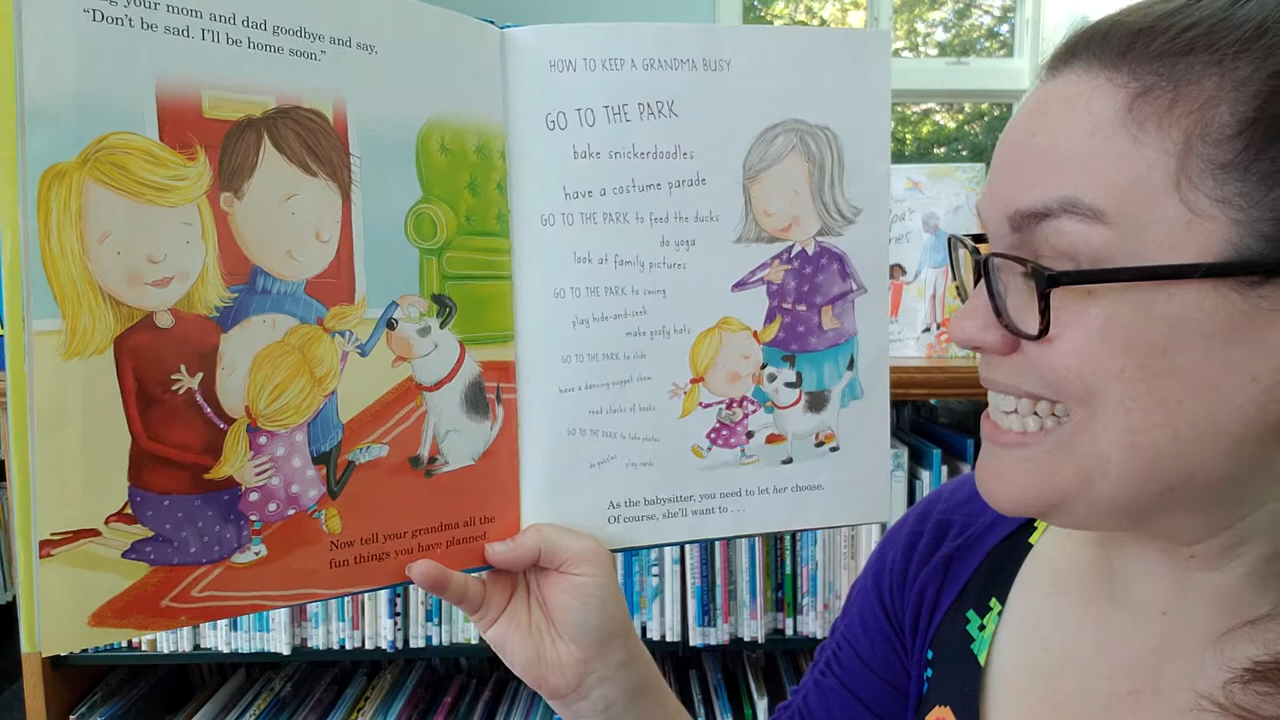 your mom and dad goodbye and say,
“Don’t be sad. I’ll be home soon.”
Now tell your grandma all the
fun things you have planned.
HOW TO KEEP A GRANDMA BUSY:
GO TO THE PARK
bake snickerdoodles
have a costume parade
GO TO THE PARK to feed the ducks
do yoga
look at family pictures
GO TO THE PARK to swing
play hide-and-seek
make goofy hats
GO TO THE PARK to slide
have a dancing-puppet show
read stacks of books
GO TO THE PARK to take photos
do puzzles
play cards
As the babysitter, you need to let her choose.
Of course, she’ll want to . . .